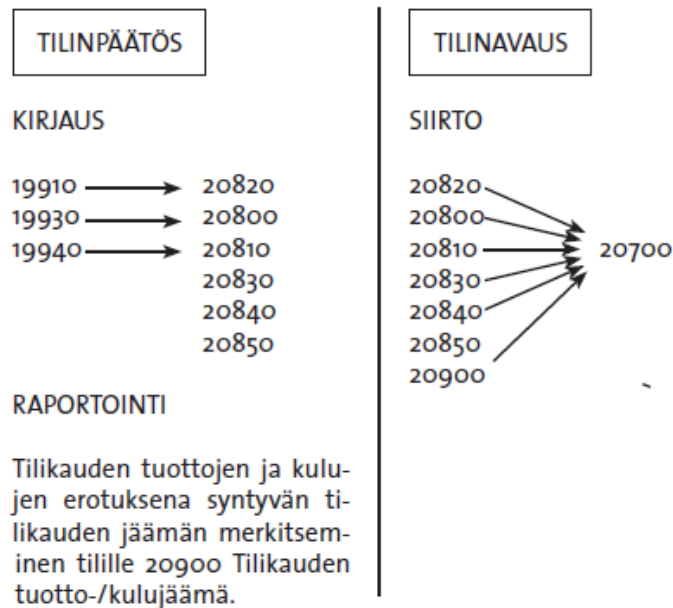 TILINPÄÄTÖS
KIRJAUS
19910 20820
19930 20800
19940 20810
20830
20840
20850
RAPORTOINTI
Tilikauden tuottojen ja kulu-
jen erotuksena syntyvän ti-
likauden jäämän merkitsem-
inen tilille 20900 Tilikauden
tuotto-/kulujäämä.
TILINAVAUS
SIIRTO
20820
20800
20810 20700
20830
20840
20850
20900